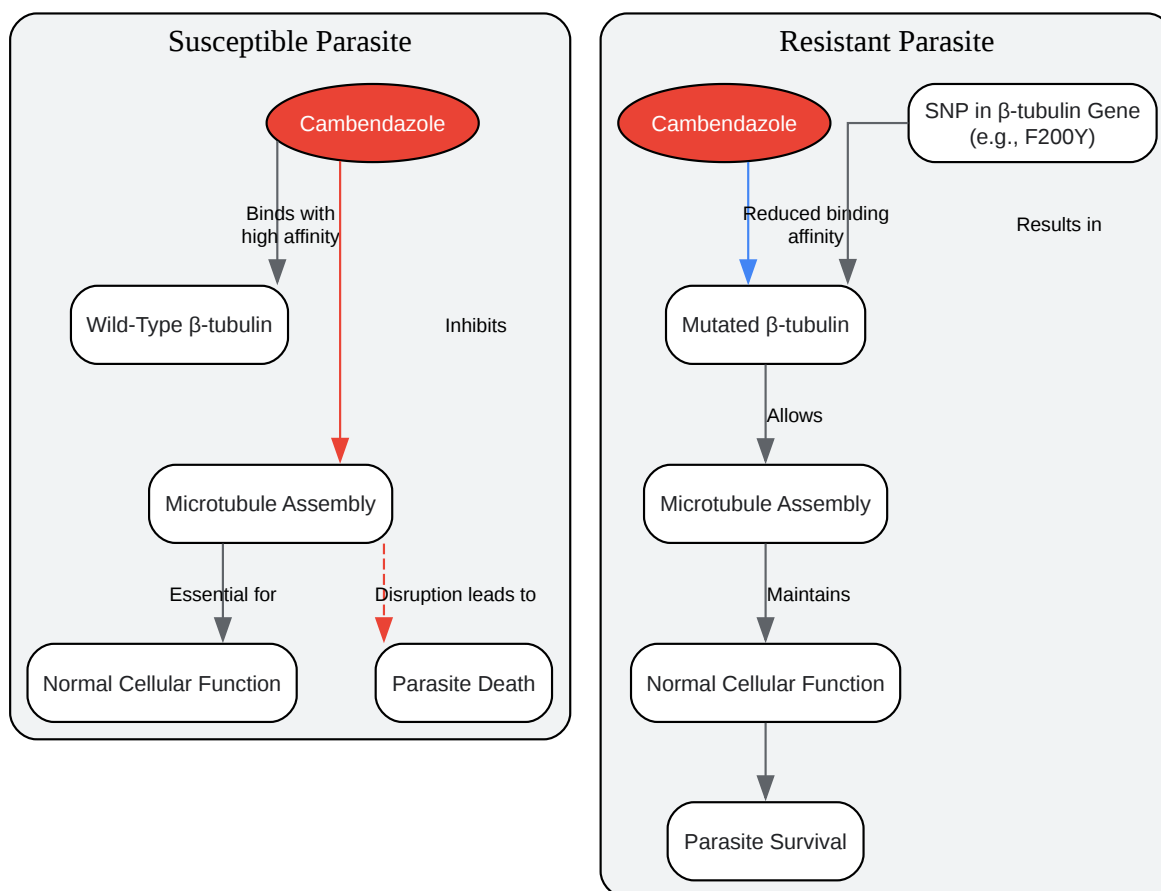 Susceptible Parasite
Cambendazole
Binds with
high affinity
Wild-Type β-tubulin
Inhibits
Microtubule Assembly
Essential for
Disruption leads to
Normal Cellular Function
Parasite Death
Resistant Parasite
Cambendazole
SNP in β-tubulin Gene
(e.g., F200Y)
Reduced binding
affinity
Results in
Mutated β-tubulin
Allows
Microtubule Assembly
Maintains
Normal Cellular Function
Parasite Survival